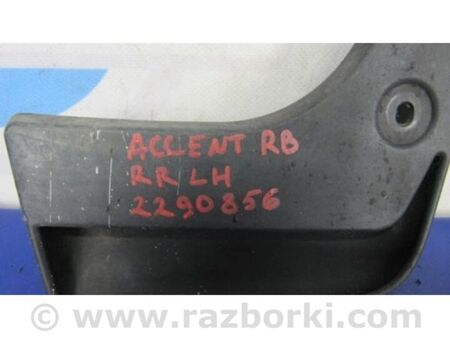 ACCENT RB
RR LH
2290856
www.razborki.com